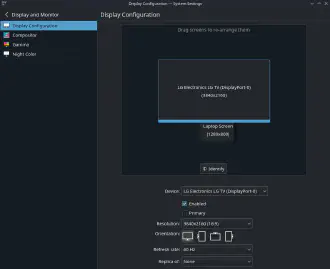 Display Configuration — System Settings
Display and Monitor
Display Configuration
Display Configuration
Compositor
Gamma
Night Color
Drag screens to re-arrange them
LG Electronics LG TV (DisplayPort-0)
(3840x2160)
Laptop Screen
(1280x800)
Identify
Device: LG Electronics LG TV (DisplayPort-0)
Enabled
Primary
Resolution: 3840x2160 (16:9)
Orientation:
Refresh rate: 60 Hz
Replica of: None